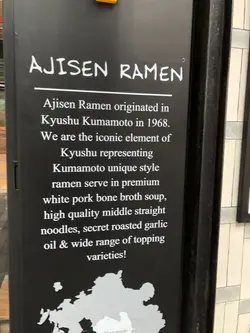 AJISEN RAMEN
Ajisen Ramen originated in
Kyushu Kumamoto in 1968.
We are the iconic element of
Kyushu representing
Kumamoto unique style
ramen serve in premium
white pork bone broth soup,
high quality middle straight
noodles, secret roasted garlic
oil & wide range of topping
varieties!